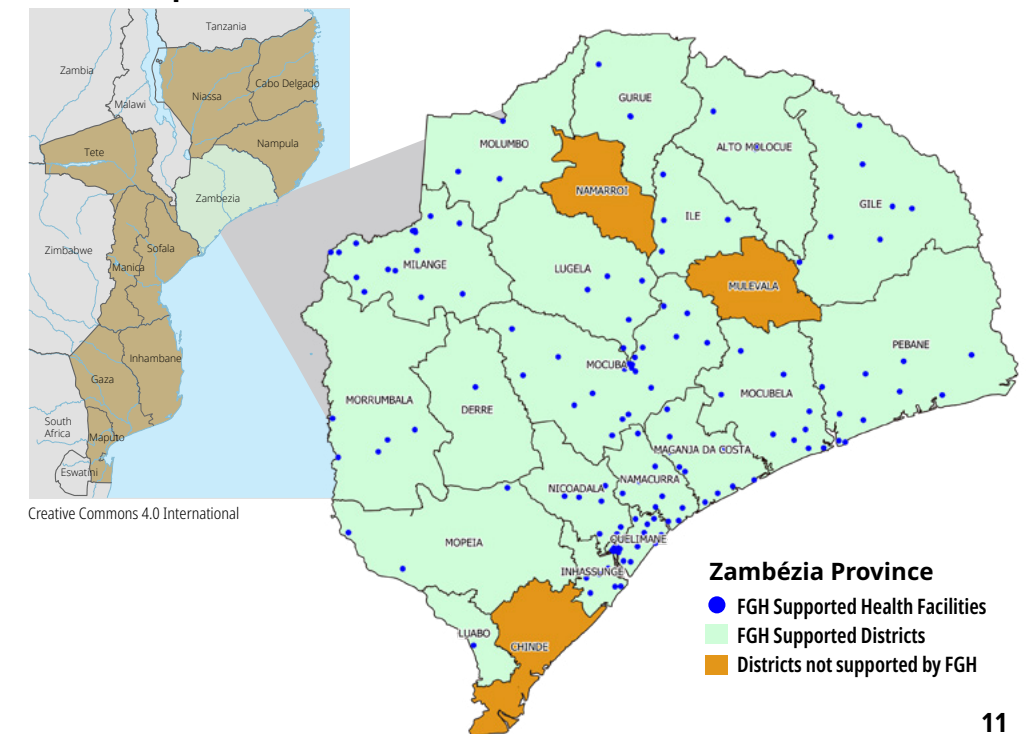 Tanzania
Zambia
Malawi
Niassa
Cabo Delgado
Tete
Nampula
Zambezia
Zimbabwe
Sofala
Manica
Inhambane
Gaza
South
Africa
Maputo
Eswatini
Creative Commons 4.0 International
GURUE
MOLUMBO
ALTO MOLOCUE
NAMARROI
GILE
ILE
MILANGE
LUGELA
MULEVALA
PEBANE
MOCUBA
MOCUBELA
MORRUMBALA
DERRE
MAGANJA DA COSTA
NICOADALA
NAMACURRA
MOPEIA
QUELIMANE
INHASSUNGE
LUABO
CHINDE
Zambézia Province
FGH Supported Health Facilities
FGH Supported Districts
Districts not supported by FGH
11